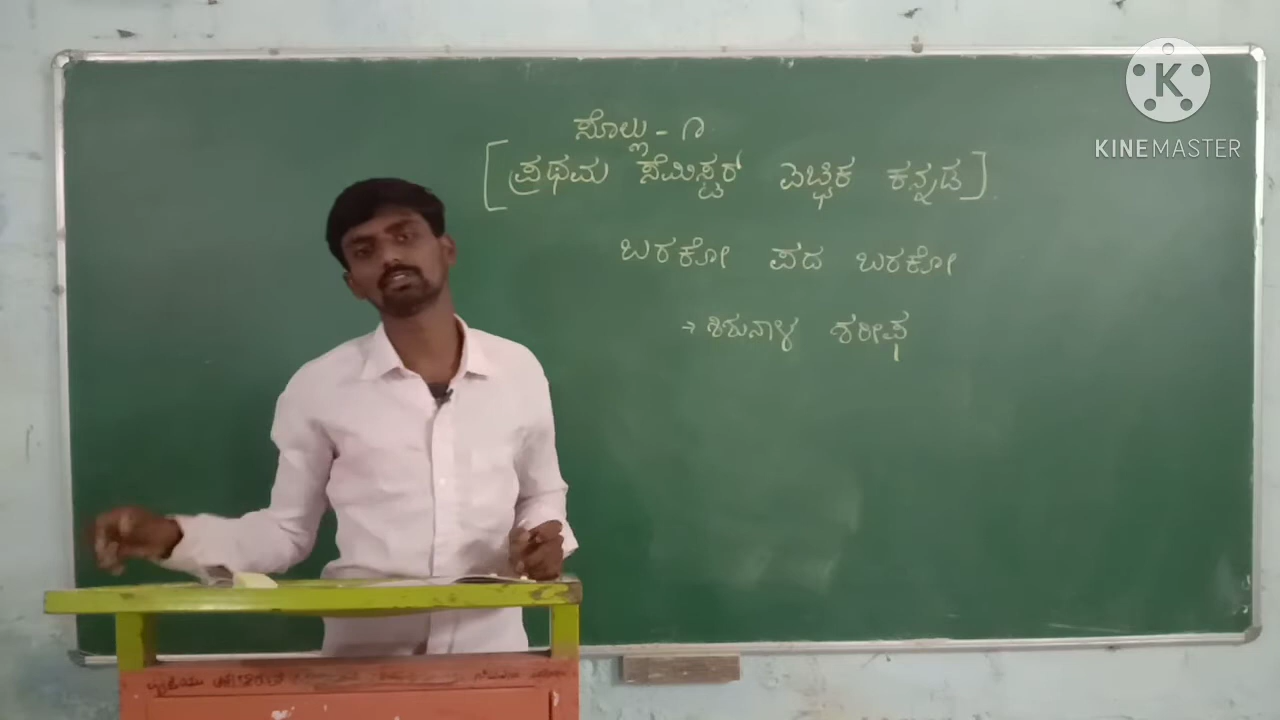 ಸೊಲ್ಲು - ೧
[ಪ್ರಥಮ ಸೆಮಿಸ್ಟರ್ ಐಚ್ಛಿಕ ಕನ್ನಡ].
ಬರಕೋ ಪದ ಬರಕೋ
→ ಶಿಶುನಾಳ ಶರೀಫ
K
KINEMASTER